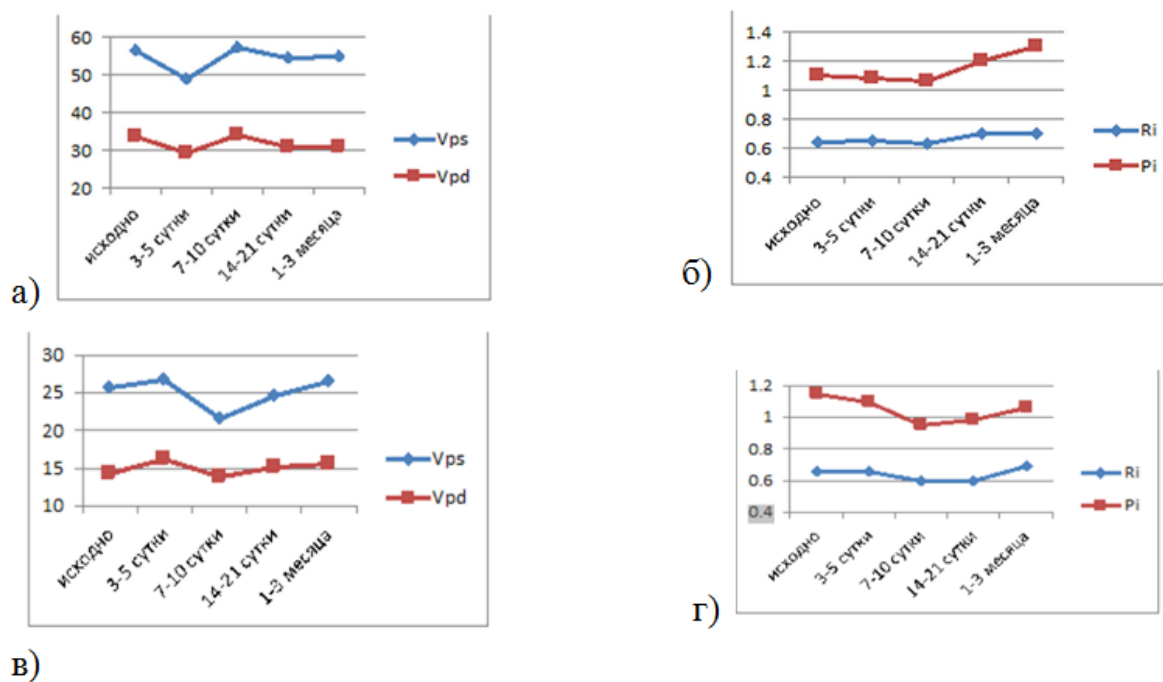 60
50
40
30
20
Vps
Vpd
исходно
3-5 сутки
7-10 сутки
14-21 сутки
1-3 месяца
а)
1.4
1.2
1
0.8
0.6
0.4
Ri
Pi
исходно
3-5 сутки
7-10 сутки
14-21 сутки
1-3 месяца
б)
30
25
20
15
10
Vps
Vpd
исходно
3-5 сутки
7-10 сутки
14-21 сутки
1-3 месяца
в)
1.2
1
0.8
0.6
0.4
Ri
Pi
исходно
3-5 сутки
7-10 сутки
14-21 сутки
1-3 месяца
г)